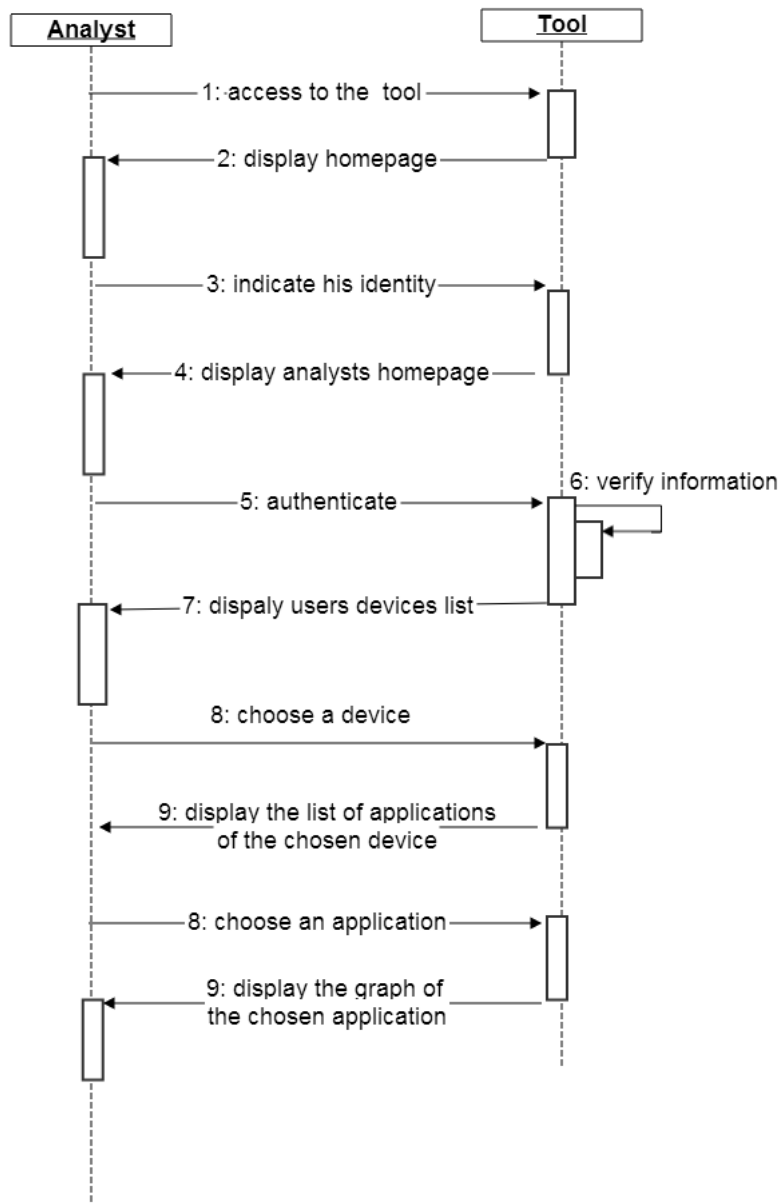 Analyst
Tool
1: access to the tool
2: display homepage
3: indicate his identity
4: display analysts homepage
6: verify information
5: authenticate
7: dispaly users devices list
8: choose a device
9: display the list of applications
of the chosen device
8: choose an application
9: display the graph of
the chosen application